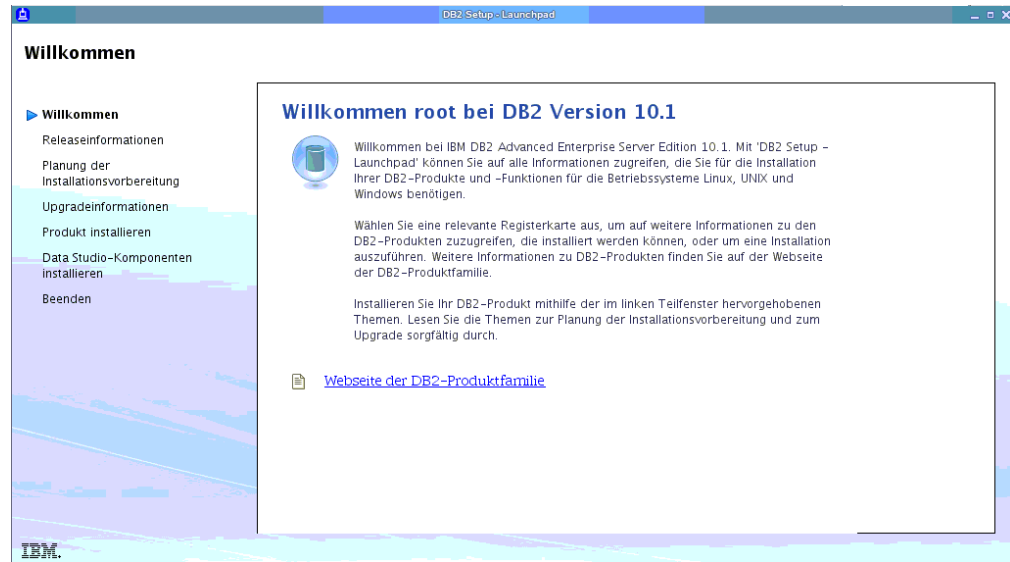 DB2 Setup - Launchpad
Willkommen
Willkommen
Releaseinformationen
Planung der
Installationsvorbereitung
Upgradeinformationen
Produkt installieren
Data Studio-Komponenten
installieren
Beenden
Willkommen root bei DB2 Version 10.1
Willkommen bei IBM DB2 Advanced Enterprise Server Edition 10.1. Mit 'DB2 Setup -
Launchpad' können Sie auf alle Informationen zugreifen, die Sie für die Installation
Ihrer DB2-Produkte und -Funktionen für die Betriebssysteme Linux, UNIX und
Windows benötigen.
Wählen Sie eine relevante Registerkarte aus, um auf weitere Informationen zu den
DB2-Produkten zuzugreifen, die installiert werden können, oder um eine Installation
auszuführen. Weitere Informationen zu DB2-Produkten finden Sie auf der Webseite
der DB2-Produktfamilie.
Installieren Sie Ihr DB2-Produkt mithilfe der im linken Teilfenster hervorgehobenen
Themen. Lesen Sie die Themen zur Planung der Installationsvorbereitung und zum
Upgrade sorgfältig durch.
Webseite der DB2-Produktfamilie
IBM.